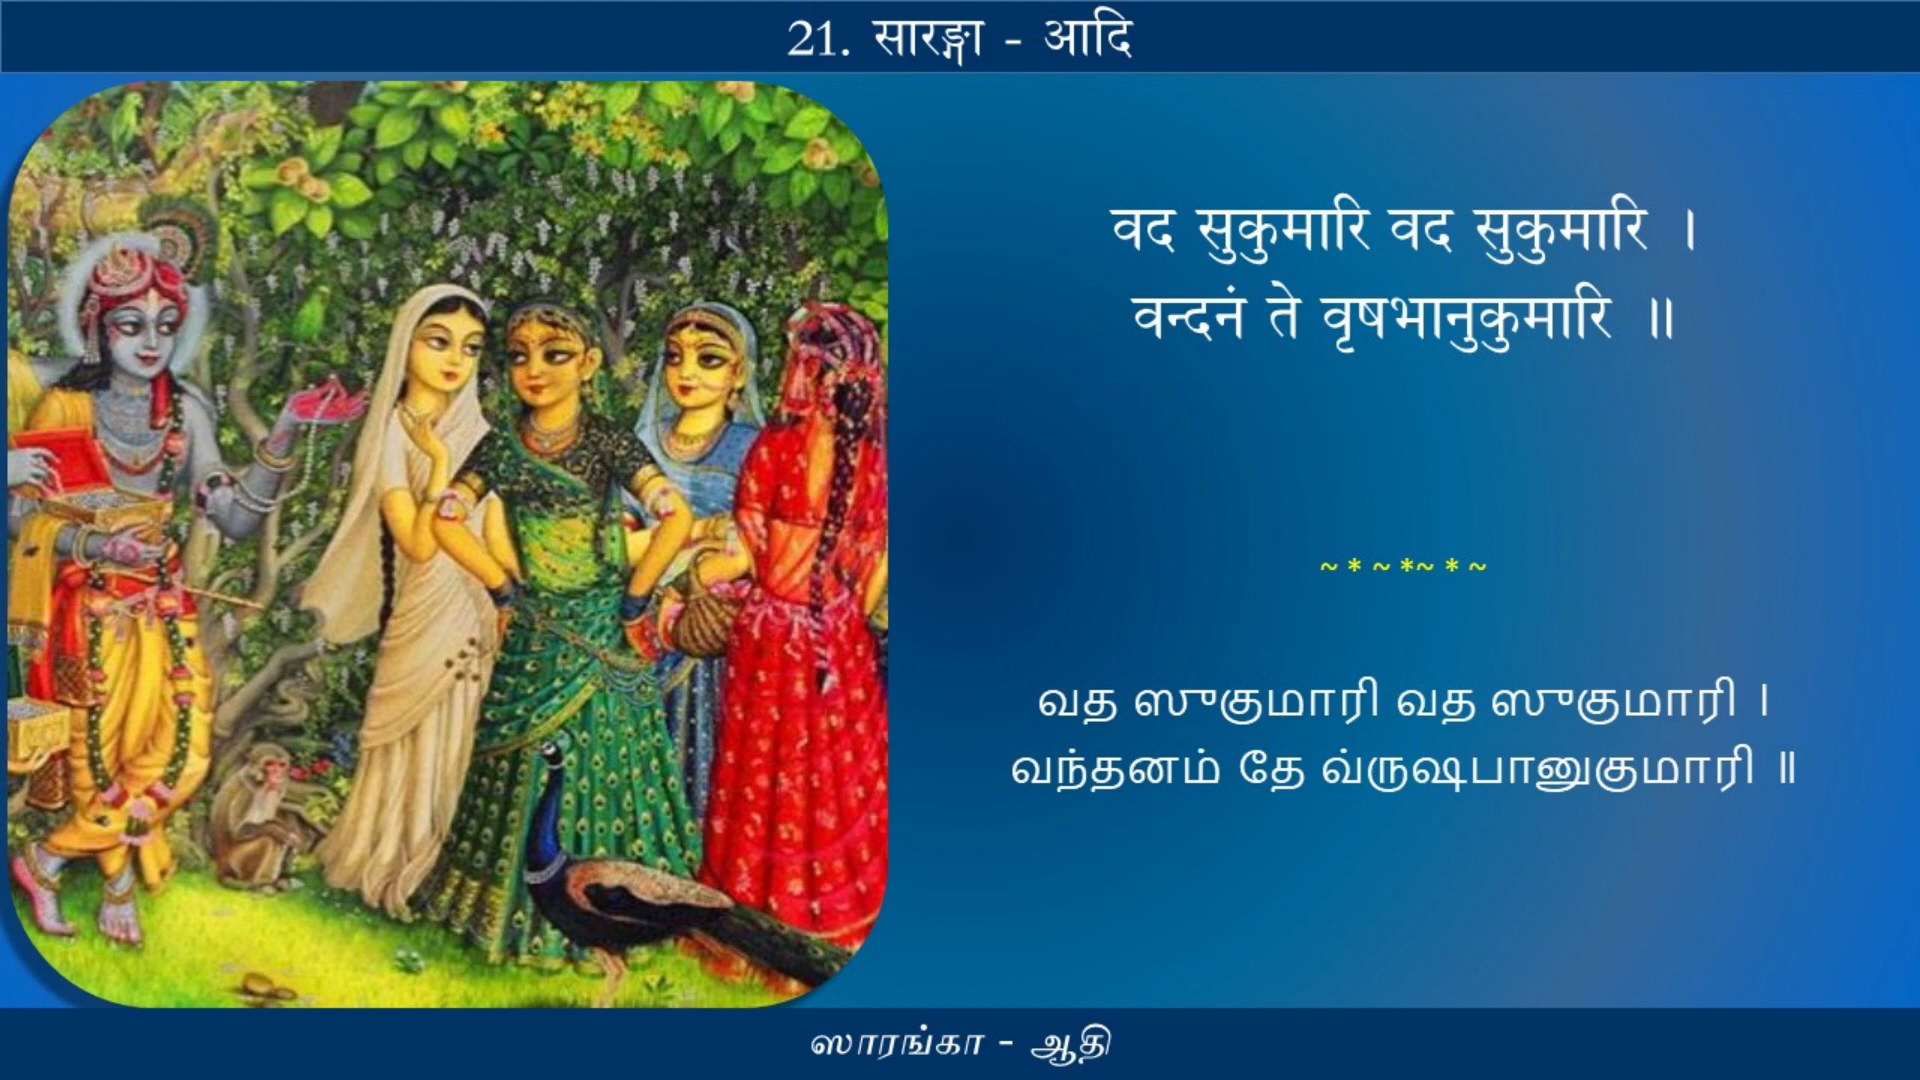 21. सारङ्गा - आदि
वद सुकुमारि वद सुकुमारि ।
वन्दनं ते वृषभानुकुमारि ॥
~ * ~ *~ * ~
வத ஸுகுமாரி வத ஸுகுமாரி ।
வந்தனம் தே வ்ருஷபானுகுமாரி ॥
ஸாரங்கா - ஆதி